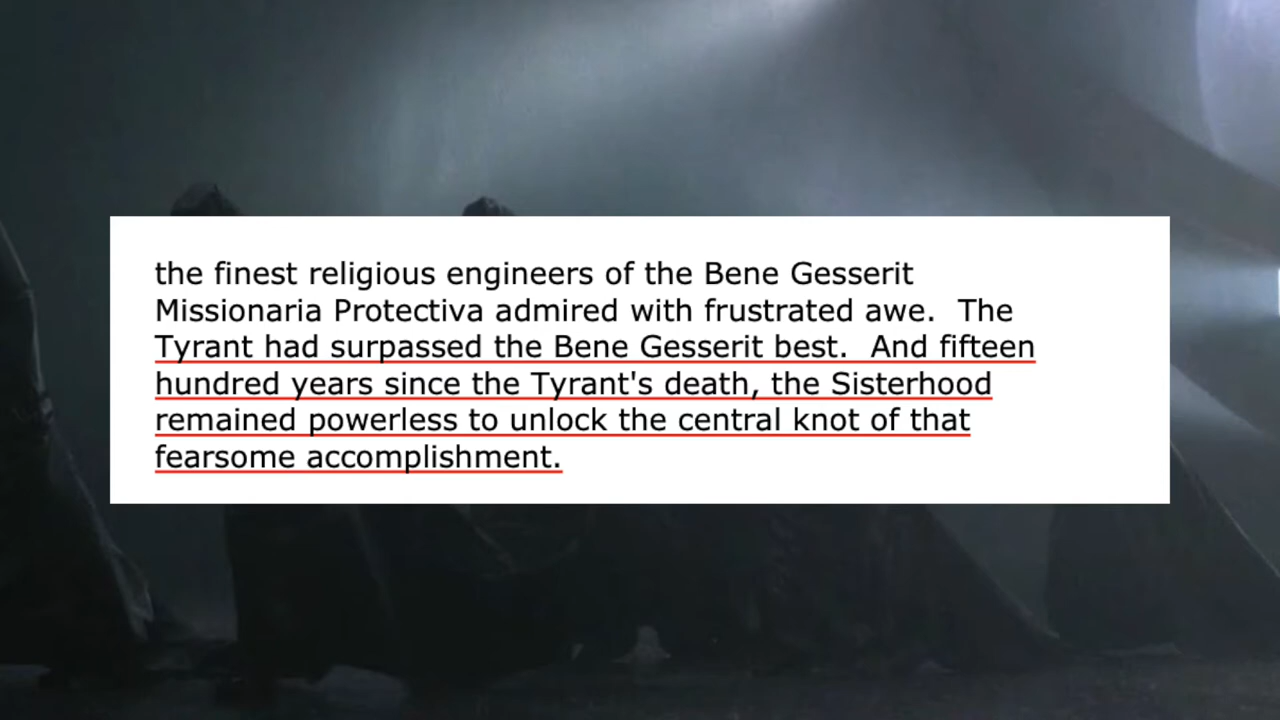 the finest religious engineers of the Bene Gesserit
Missionaria Protectiva admired with frustrated awe.  The
Tyrant had surpassed the Bene Gesserit best.  And fifteen
hundred years since the Tyrant's death, the Sisterhood
remained powerless to unlock the central knot of that
fearsome accomplishment.